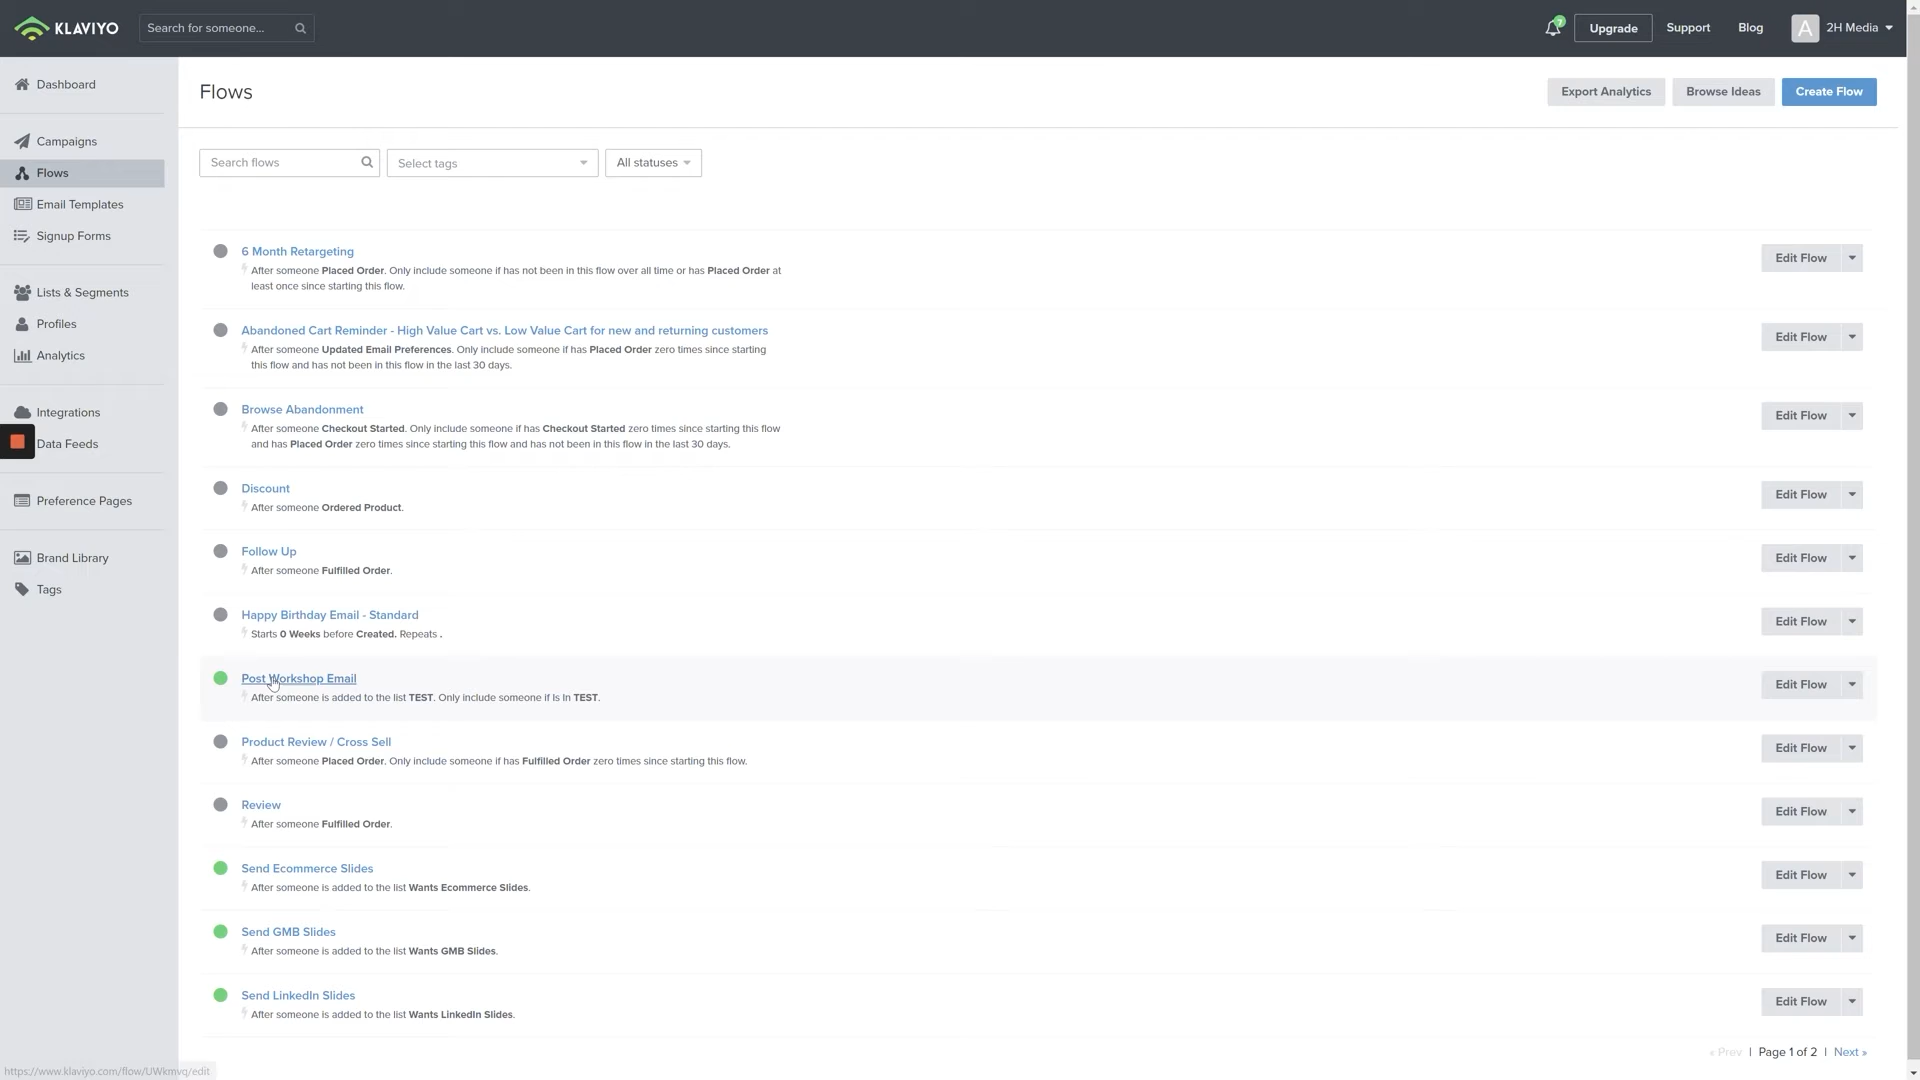 KLAVIYO
Search for someone...
7
Upgrade
Support
Blog
A
2H Media
Dashboard
Campaigns
Flows
Email Templates
Signup Forms
Lists & Segments
Profiles
Analytics
Integrations
Data Feeds
Preference Pages
Brand Library
Tags
Flows
Export Analytics
Browse Ideas
Create Flow
Search flows
Select tags
All statuses
6 Month Retargeting
After someone Placed Order. Only include someone if has not been in this flow over all time or has Placed Order at
least once since starting this flow.
Edit Flow
Abandoned Cart Reminder - High Value Cart vs. Low Value Cart for new and returning customers
After someone Updated Email Preferences. Only include someone if has Placed Order zero times since starting
this flow and has not been in this flow in the last 30 days.
Edit Flow
Browse Abandonment
After someone Checkout Started. Only include someone if has Checkout Started zero times since starting this flow
and has Placed Order zero times since starting this flow and has not been in this flow in the last 30 days.
Edit Flow
Discount
After someone Ordered Product.
Edit Flow
Follow Up
After someone Fulfilled Order.
Edit Flow
Happy Birthday Email - Standard
Starts 0 Weeks before Created. Repeats .
Edit Flow
Post Workshop Email
After someone is added to the list TEST. Only include someone if Is In TEST.
Edit Flow
Product Review / Cross Sell
After someone Placed Order. Only include someone if has Fulfilled Order zero times since starting this flow.
Edit Flow
Review
After someone Fulfilled Order.
Edit Flow
Send Ecommerce Slides
After someone is added to the list Wants Ecommerce Slides.
Edit Flow
Send GMB Slides
After someone is added to the list Wants GMB Slides.
Edit Flow
Send LinkedIn Slides
After someone is added to the list Wants LinkedIn Slides.
Edit Flow
« Prev | Page 1 of 2 | Next »
https://www.klaviyo.com/flow/UWkmvq/edit